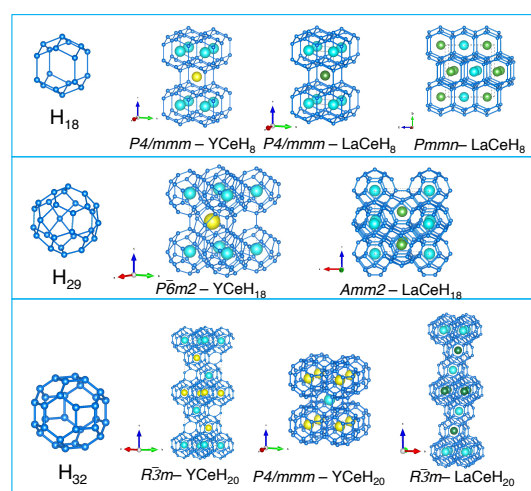 H₁₈
P4/mmm – YCeH₈
P4/mmm – LaCeH₈
Pmmn– LaCeH₈
H₂₉
P6̅m2 – YCeH₁₈
Amm2 – LaCeH₁₈
H₃₂
R3̅m– YCeH₂₀
P4/mmm – YCeH₂₀
R3̅m– LaCeH₂₀